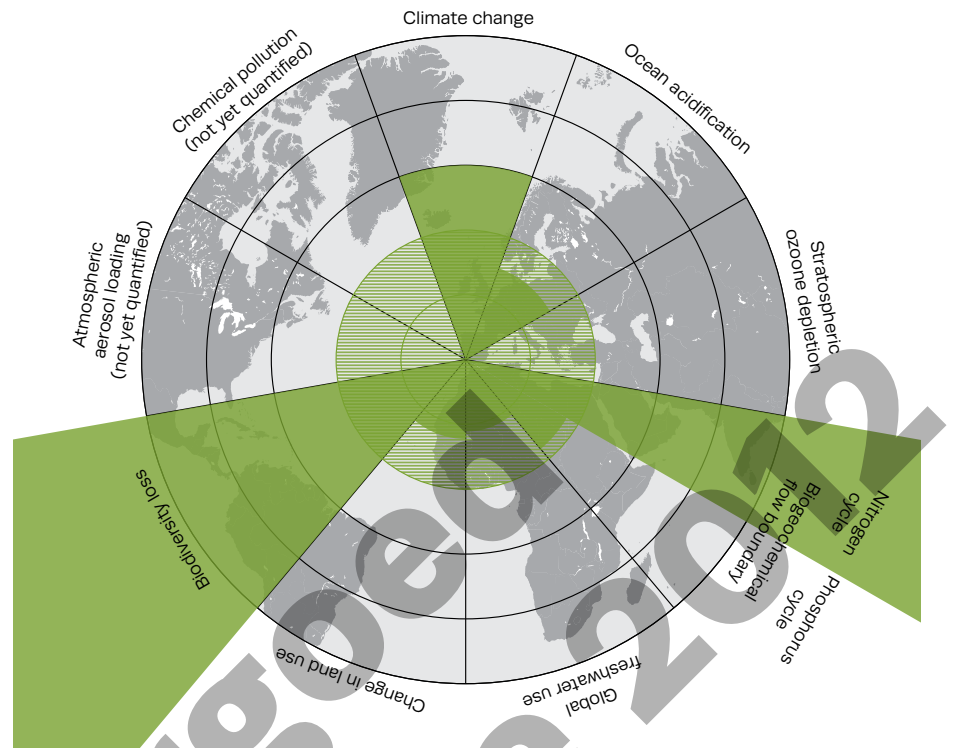 Climate change
Ocean acidification
Stratospheric
ozoone depletion
Nitrogen
cycle
Biogeochemical
flow boundary
Phosphorus
cycle
Global
freshwater use
Change in land use
Biodiversity loss
Atmospheric
aerosol loading
(not yet quantified)
Chemical pollution
(not yet quantified)
2012